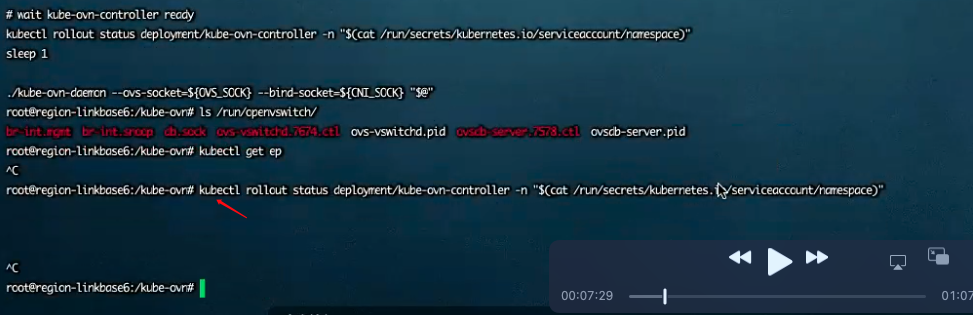 # wait kube-ovn-controller ready
kubectl rollout status deployment/kube-ovn-controller -n "$(cat /run/secrets/kubernetes.io/serviceaccount/namespace)"
sleep 1
./kube-ovn-daemon --ovs-socket=${OVS_SOCK} --bind-socket=${CNI_SOCK} "$@"
root@region-linkbase6:/kube-ovn# ls /run/openvswitch/
br-int.mgmt br-int.snoop db.sock ovs-vswitchd.7674.ctl ovs-vswitchd.pid ovsdb-server.7578.ctl ovsdb-server.pid
root@region-linkbase6:/kube-ovn# kubectl get ep
^C
root@region-linkbase6:/kube-ovn# kubectl rollout status deployment/kube-ovn-controller -n "$(cat /run/secrets/kubernetes.io/serviceaccount/namespace)"
^C
root@region-linkbase6:/kube-ovn#
00:07:29 01:07